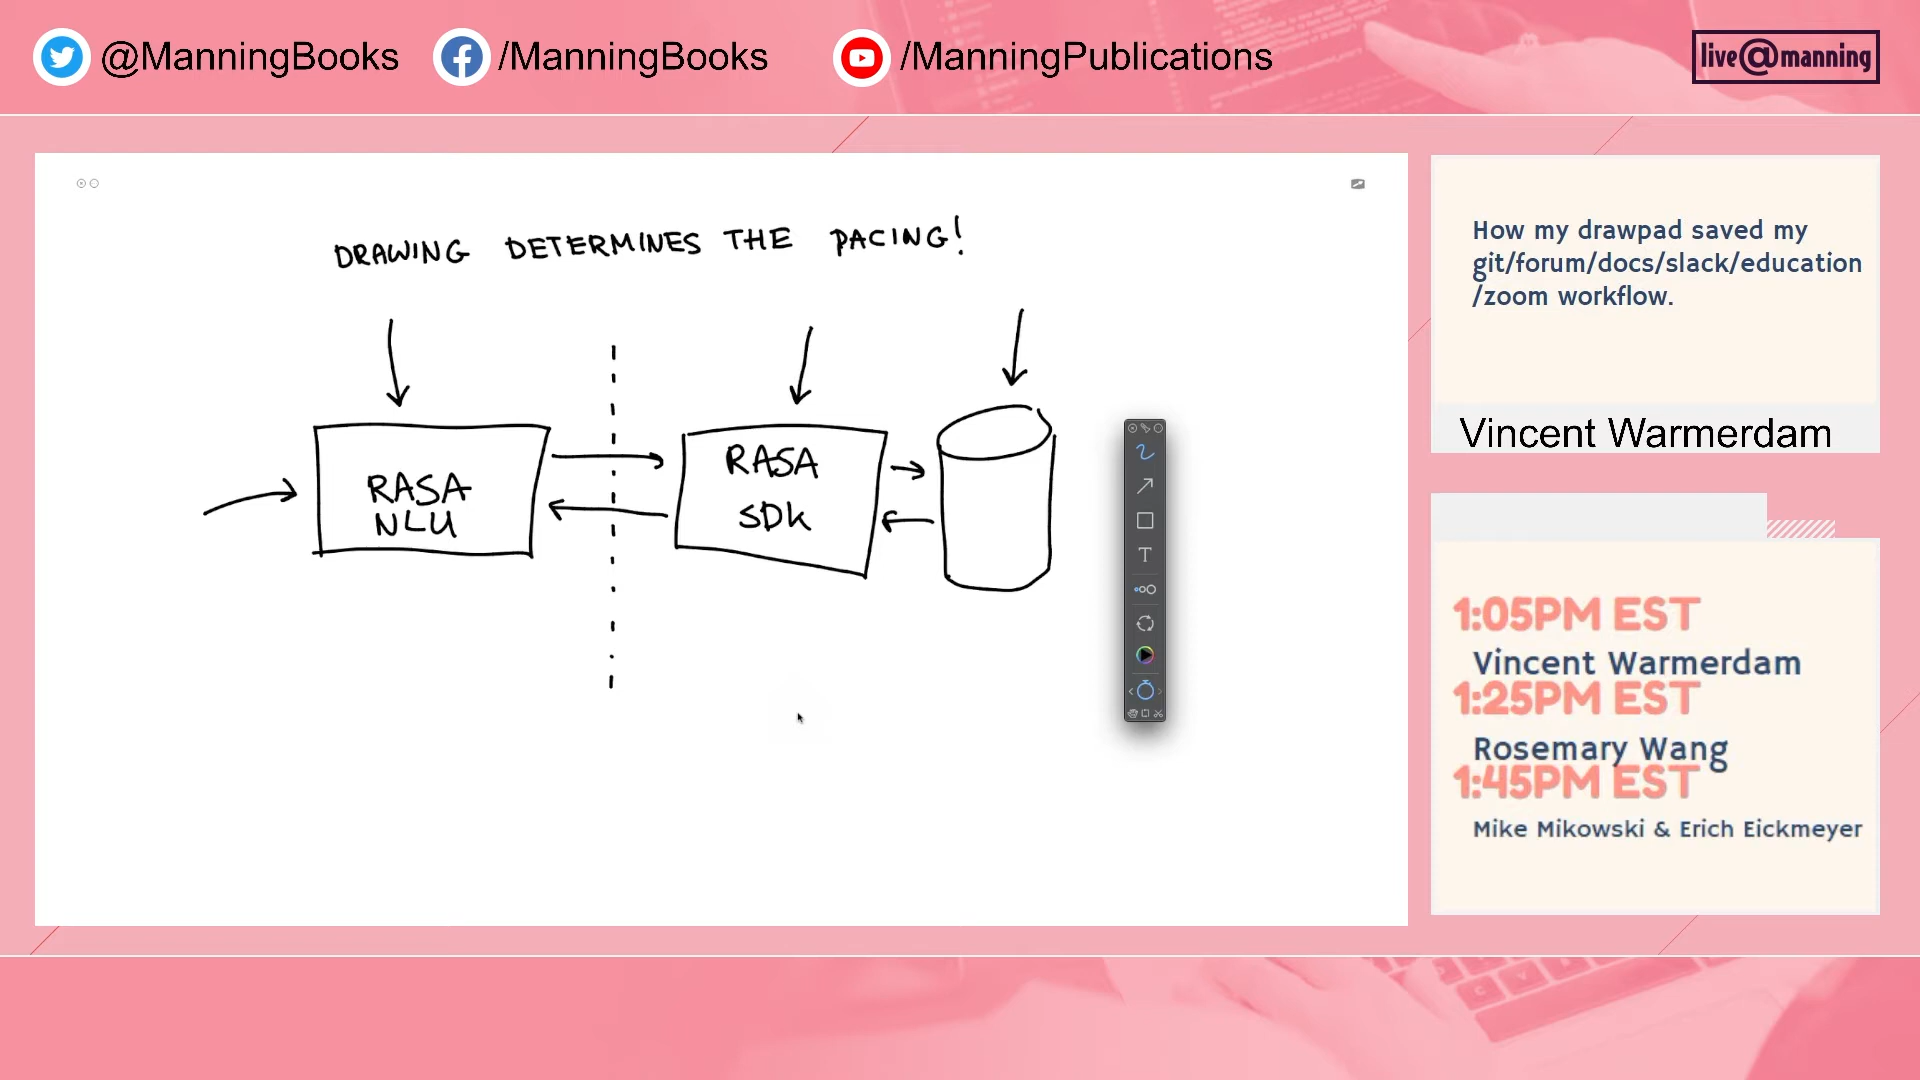 @ManningBooks
/ManningBooks
/ManningPublications
live@manning
DRAWING DETERMINES THE PACING!
RASA
NLU
RASA
SDK
T
How my drawpad saved my
git/forum/docs/slack/education
/zoom workflow.
Vincent Warmerdam
1:05PM EST
Vincent Warmerdam
1:25PM EST
Rosemary Wang
1:45PM EST
Mike Mikowski & Erich Eickmeyer